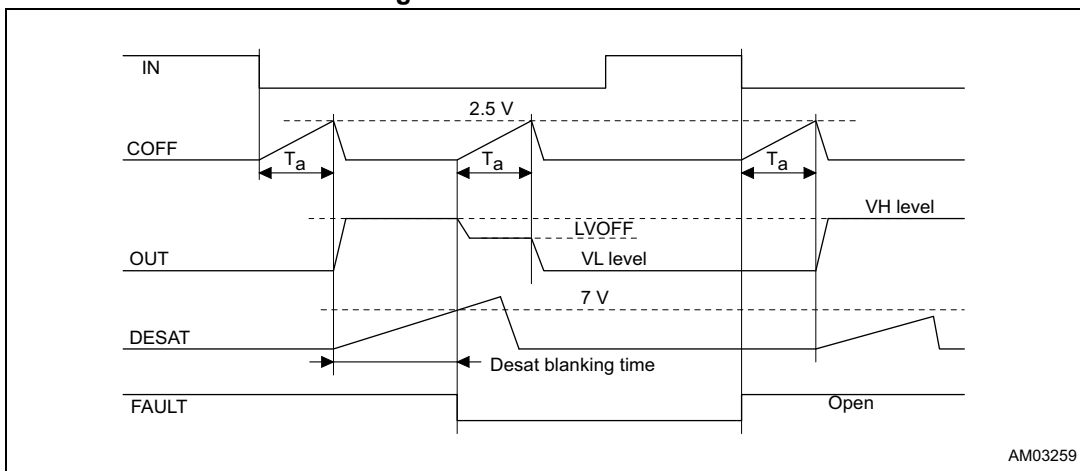 g
IN
2.5 V
COFF
Ta Ta Ta
VH level
LVOFF
OUT
VL level
7 V
DESAT
Desat blanking time
FAULT
Open
AM03259